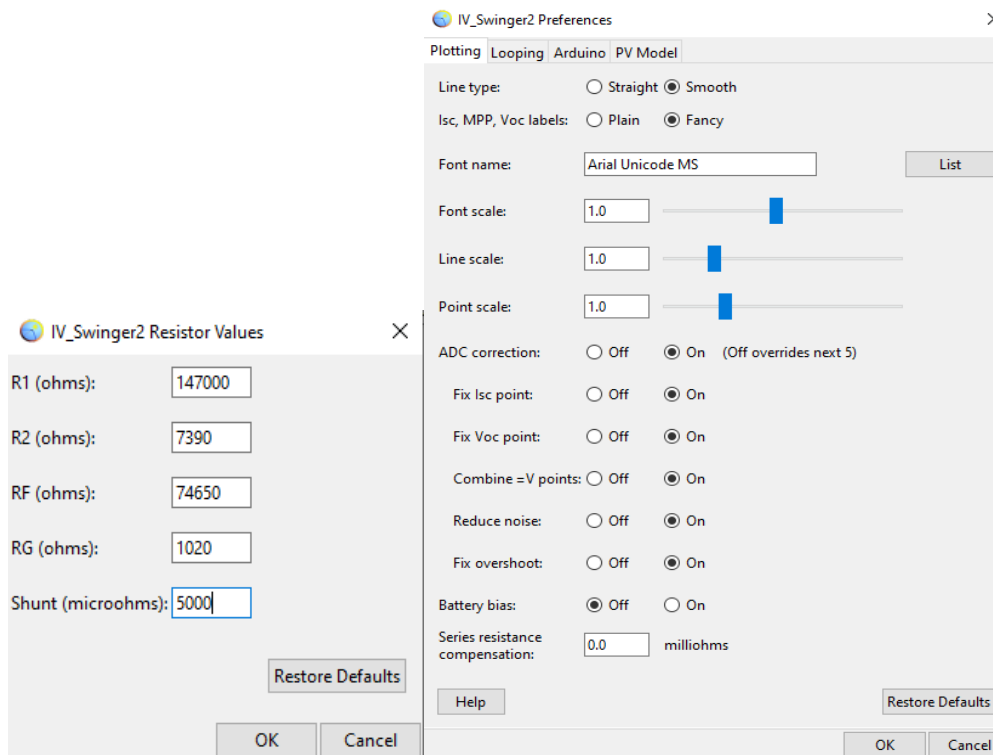 IV_Swinger2 Resistor Values
R1 (ohms): 147000
R2 (ohms): 7390
RF (ohms): 74650
RG (ohms): 1020
Shunt (microohms): 5000
Restore Defaults
OK Cancel
IV_Swinger2 Preferences
Plotting Looping Arduino PV Model
Line type: Straight Smooth
Isc, MPP, Voc labels: Plain Fancy
Font name: Arial Unicode MS List
Font scale: 1.0
Line scale: 1.0
Point scale: 1.0
ADC correction: Off On (Off overrides next 5)
Fix Isc point: Off On
Fix Voc point: Off On
Combine =V points: Off On
Reduce noise: Off On
Fix overshoot: Off On
Battery bias: Off On
Series resistance
compensation: 0.0 milliohms
Help Restore Defaults
OK Cancel